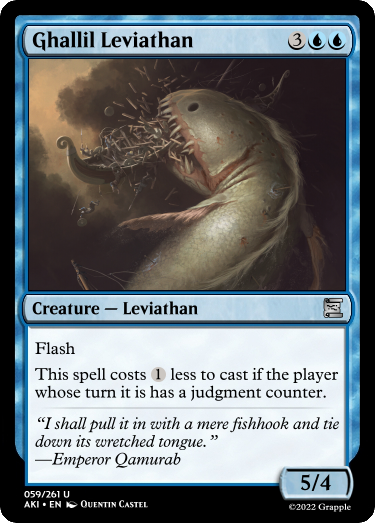 Ghallil Leviathan 3
Creature — Leviathan
Flash
This spell costs 1 less to cast if the player
whose turn it is has a judgment counter.
“I shall pull it in with a mere fishhook and tie
down its wretched tongue.”
—Emperor Qamurab
5/4
059/261 U
AKI • EN Quentin Castel
©2022 Grapple